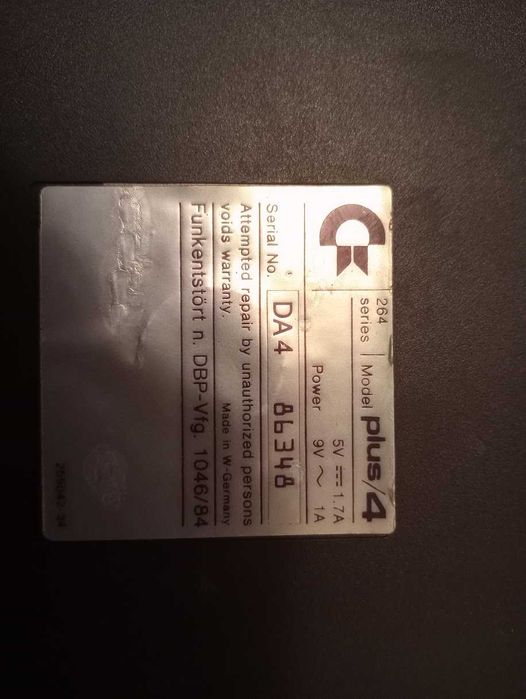 264 series Model plus/4
Power 5V ⎓ 1.7A
9V ~ 1A
Serial No. DA4 86348
Attempted repair by unauthorized persons
voids warranty. Made in W-Germany
Funkentstört n. DBP-Vfg. 1046/84